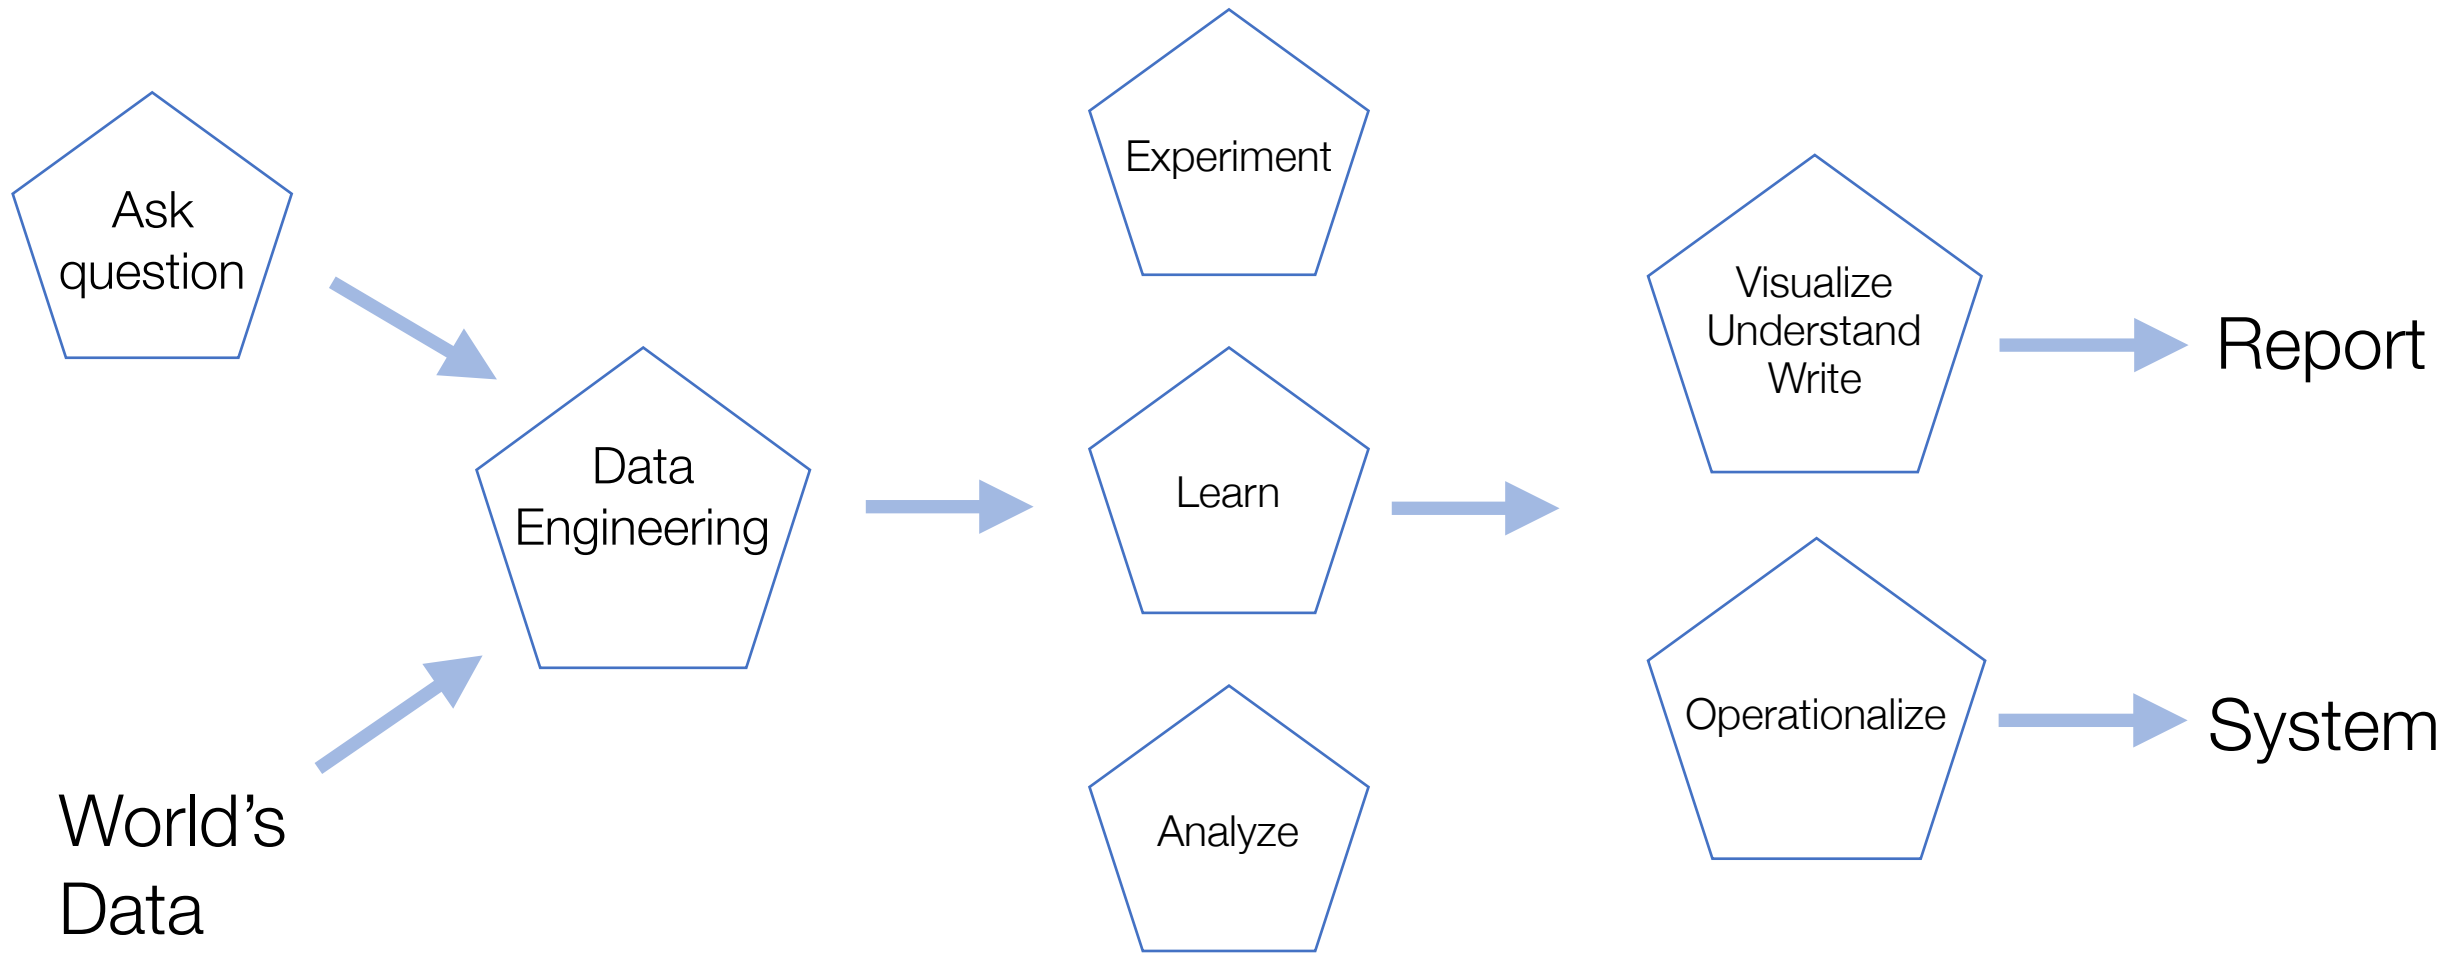 Ask
question
World’s
Data
Data
Engineering
Experiment
Learn
Analyze
Visualize
Understand
Write
Operationalize
Report
System